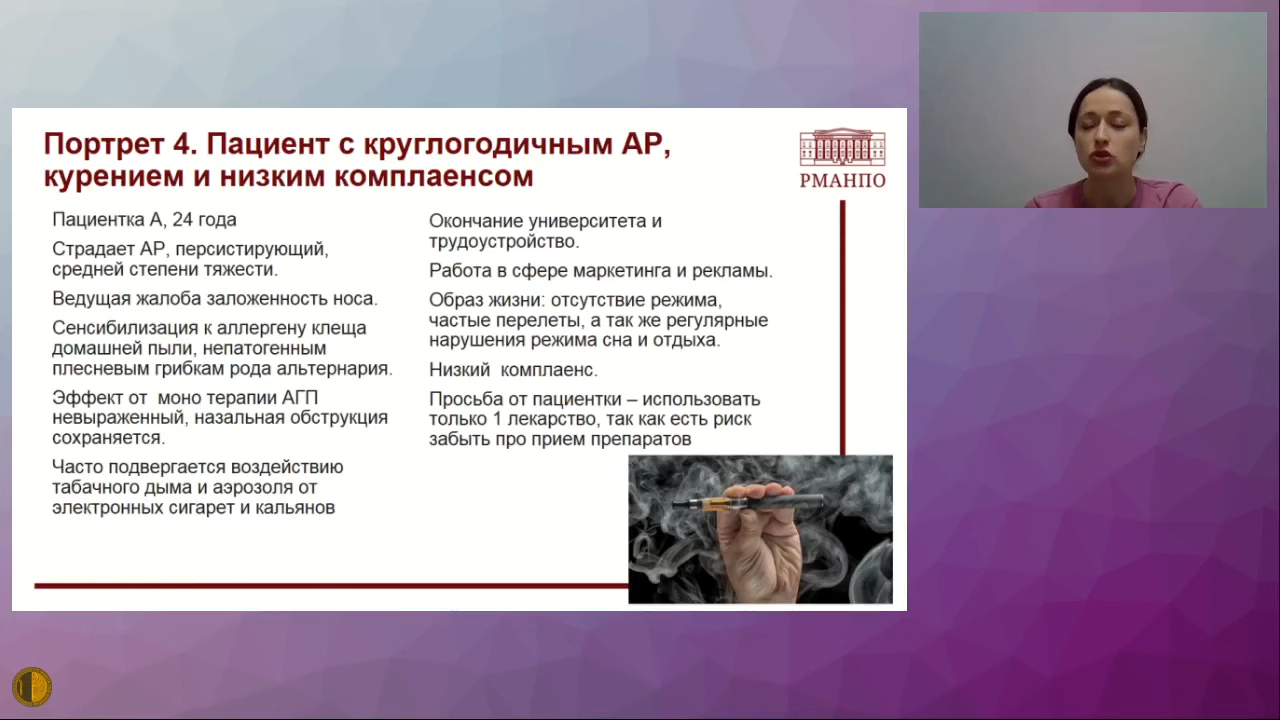 Портрет 4. Пациент с круглогодичным АР,
курением и низким комплаенсом
РМАНПО
Пациентка А, 24 года
Страдает АР, персистирующий,
средней степени тяжести.
Ведущая жалоба заложенность носа.
Сенсибилизация к аллергену клеща
домашней пыли, непатогенным
плесневым грибкам рода альтернария.
Эффект от моно терапии АГП
невыраженный, назальная обструкция
сохраняется.
Часто подвергается воздействию
табачного дыма и аэрозоля от
электронных сигарет и кальянов
Окончание университета и
трудоустройство.
Работа в сфере маркетинга и рекламы.
Образ жизни: отсутствие режима,
частые перелеты, а так же регулярные
нарушения режима сна и отдыха.
Низкий комплаенс.
Просьба от пациентки – использовать
только 1 лекарство, так как есть риск
забыть про прием препаратов